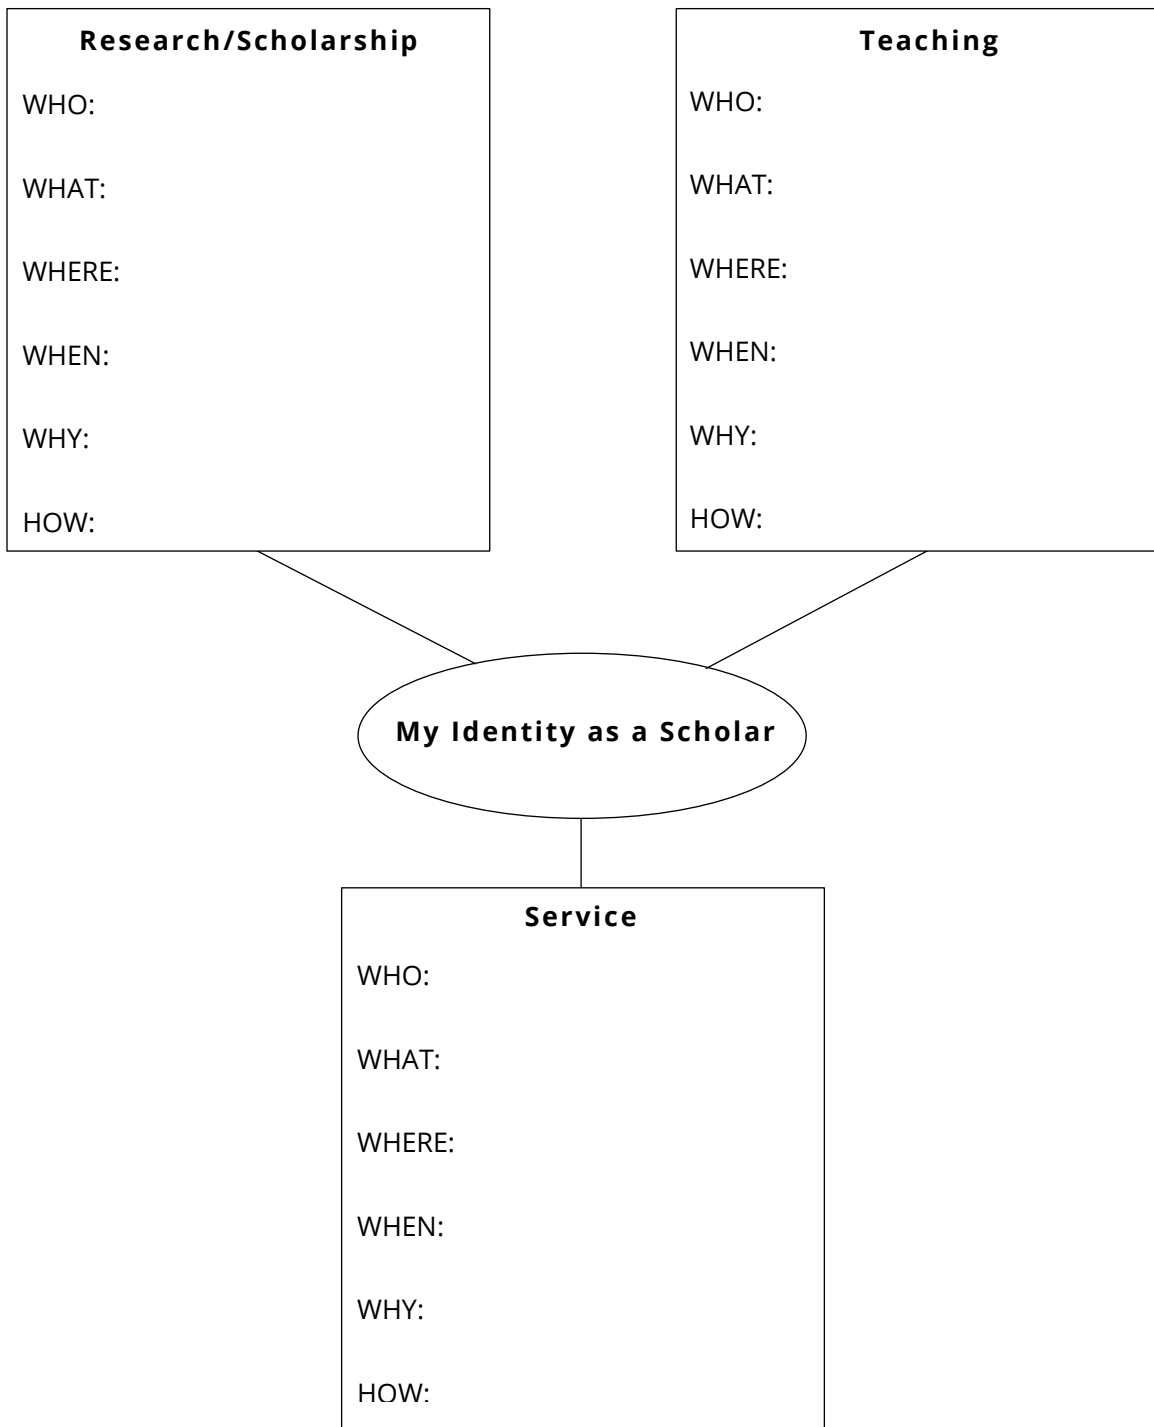 Research/Scholarship
WHO:
WHAT:
WHERE:
WHEN:
WHY:
HOW:
Teaching
WHO:
WHAT:
WHERE:
WHEN:
WHY:
HOW:
My Identity as a Scholar
Service
WHO:
WHAT:
WHERE:
WHEN:
WHY:
HOW: